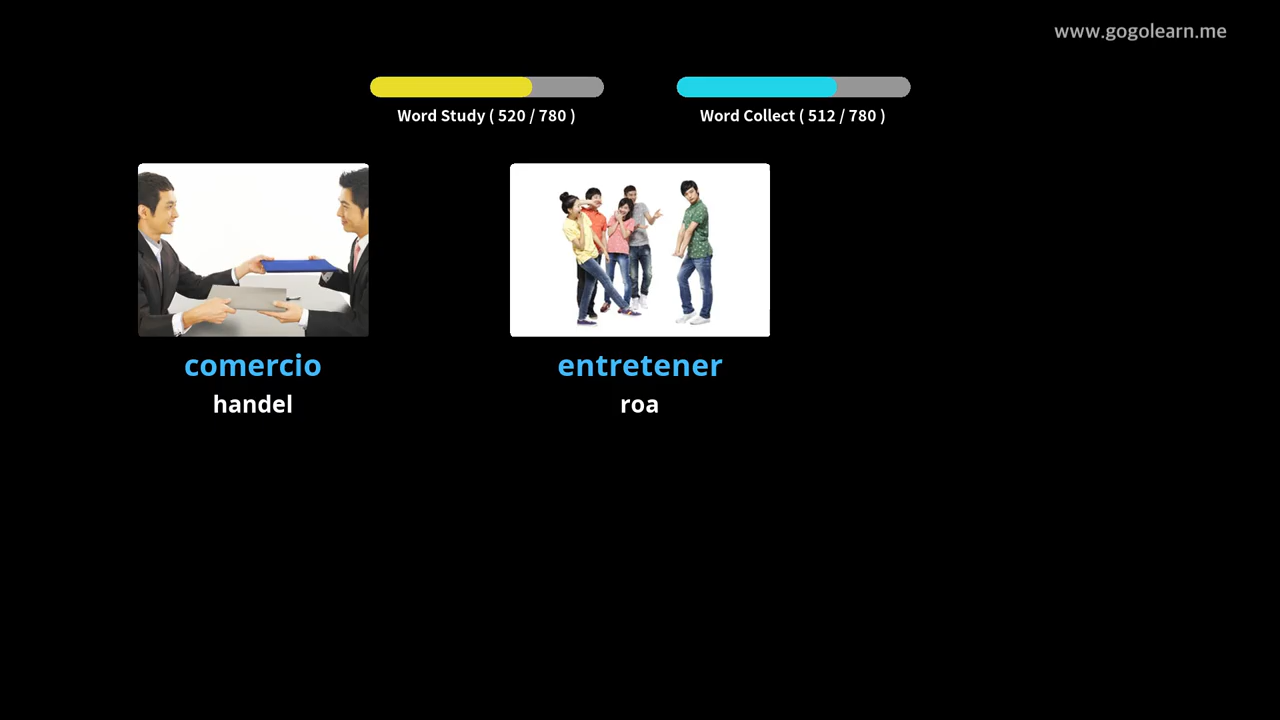 www.gogolearn.me
Word Study ( 520 / 780 )
Word Collect ( 512 / 780 )
comercio
handel
entretener
roa